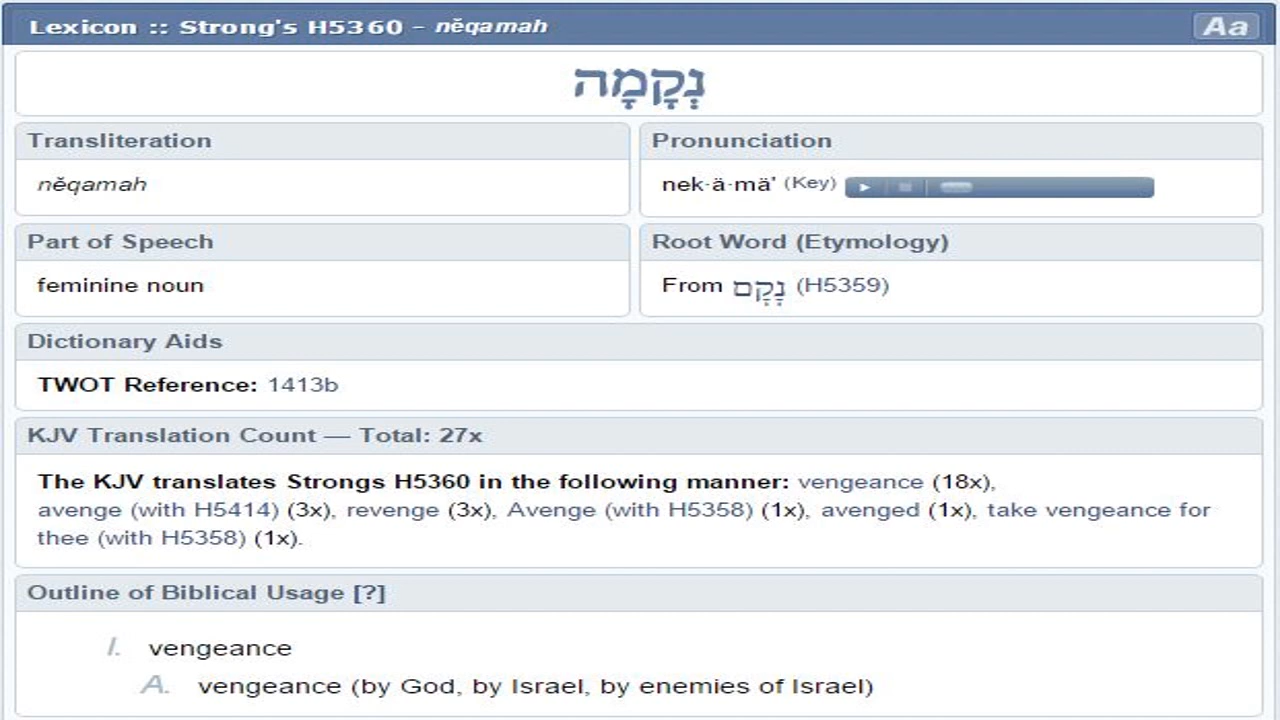 Lexicon :: Strong's H5360 – nĕqamah
Aa
נְקָמָה
Transliteration
nĕqamah
Pronunciation
nek·ä·mä' (Key)
Part of Speech
feminine noun
Root Word (Etymology)
From נָקָם (H5359)
Dictionary Aids
TWOT Reference: 1413b
KJV Translation Count — Total: 27x
The KJV translates Strongs H5360 in the following manner: vengeance (18x),
avenge (with H5414) (3x), revenge (3x), Avenge (with H5358) (1x), avenged (1x), take vengeance for
thee (with H5358) (1x).
Outline of Biblical Usage [?]
I. vengeance
A. vengeance (by God, by Israel, by enemies of Israel)